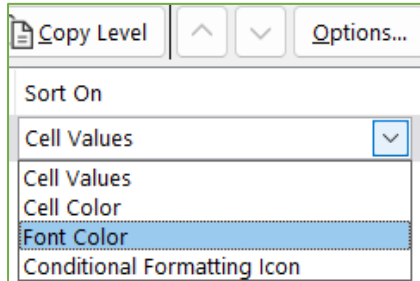 Copy Level Options...
Sort On
Cell Values
Cell Values
Cell Color
Font Color
Conditional Formatting Icon